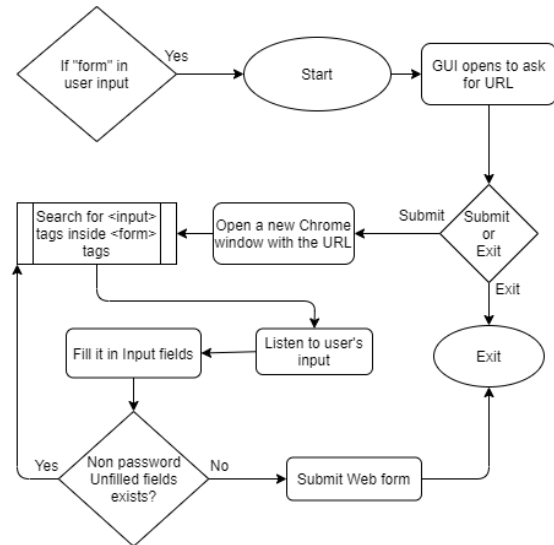 If "form" in
user input
Yes
Start
GUI opens to ask
for URL
Submit
or
Exit
Submit
Exit
Open a new Chrome
window with the URL
Search for <input>
tags inside <form>
tags
Listen to user's
input
Fill it in Input fields
Exit
Non password
Unfilled fields
exists?
Yes
No
Submit Web form